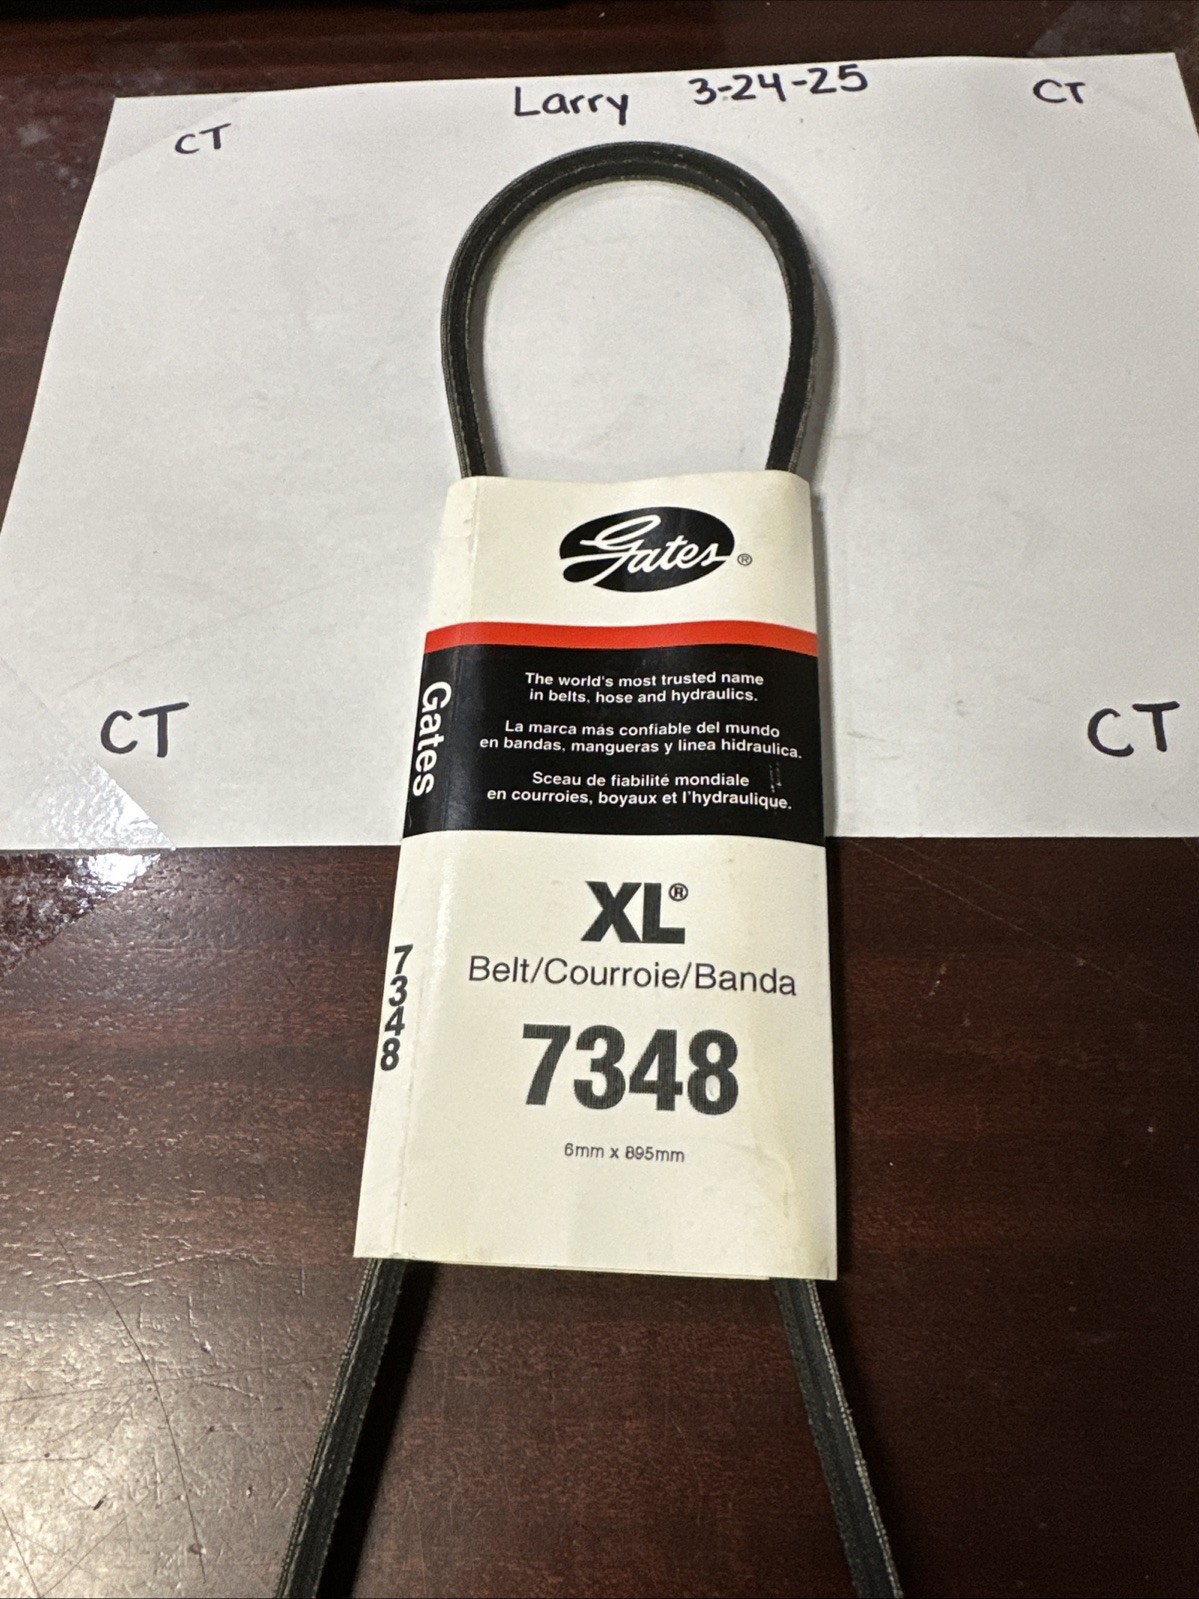 Larry 3-24-25
CT
CT
Gates®
The world's most trusted name
in belts, hose and hydraulics.
La marca más confiable del mundo
en bandas, mangueras y linea hidraulica.
Sceau de fiabilité mondiale
en courroies, boyaux et l'hydraulique.
Gates
CT
CT
XL®
Belt/Courroie/Banda
7348
7348
6mm x 895mm